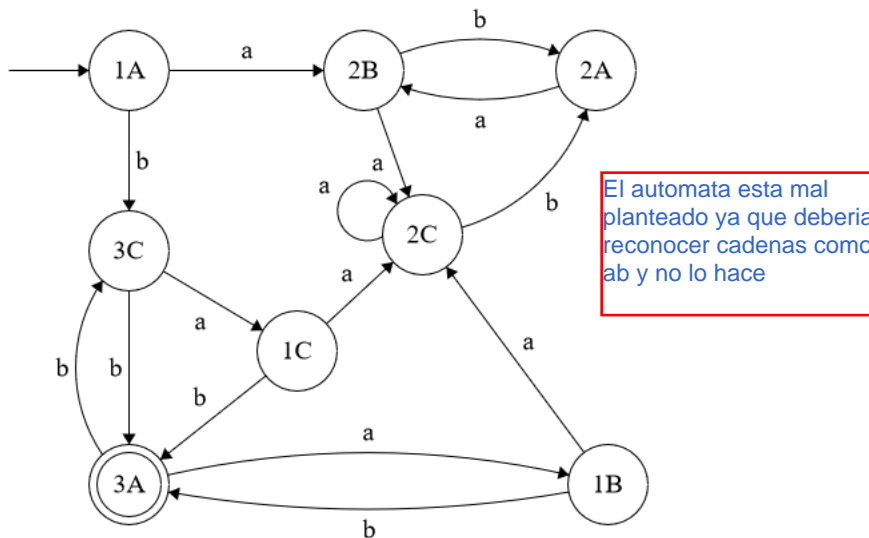 b
1A
a
2B
2A
a
b
a
a
3C
2C
b
a
a
1C
b
b
b
a
a
3A
1B
b
El automata esta mal
planteado ya que deberia
reconocer cadenas como
ab y no lo hace